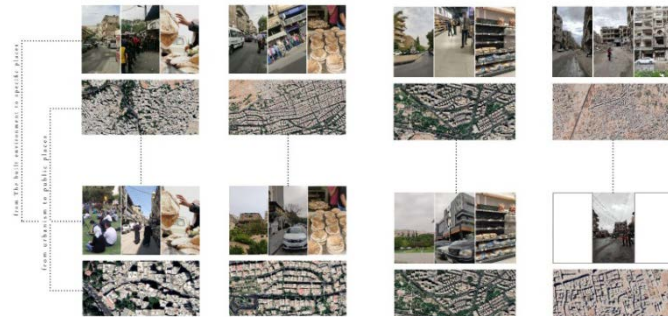 from The built environment to specific places
from urbanism to public places